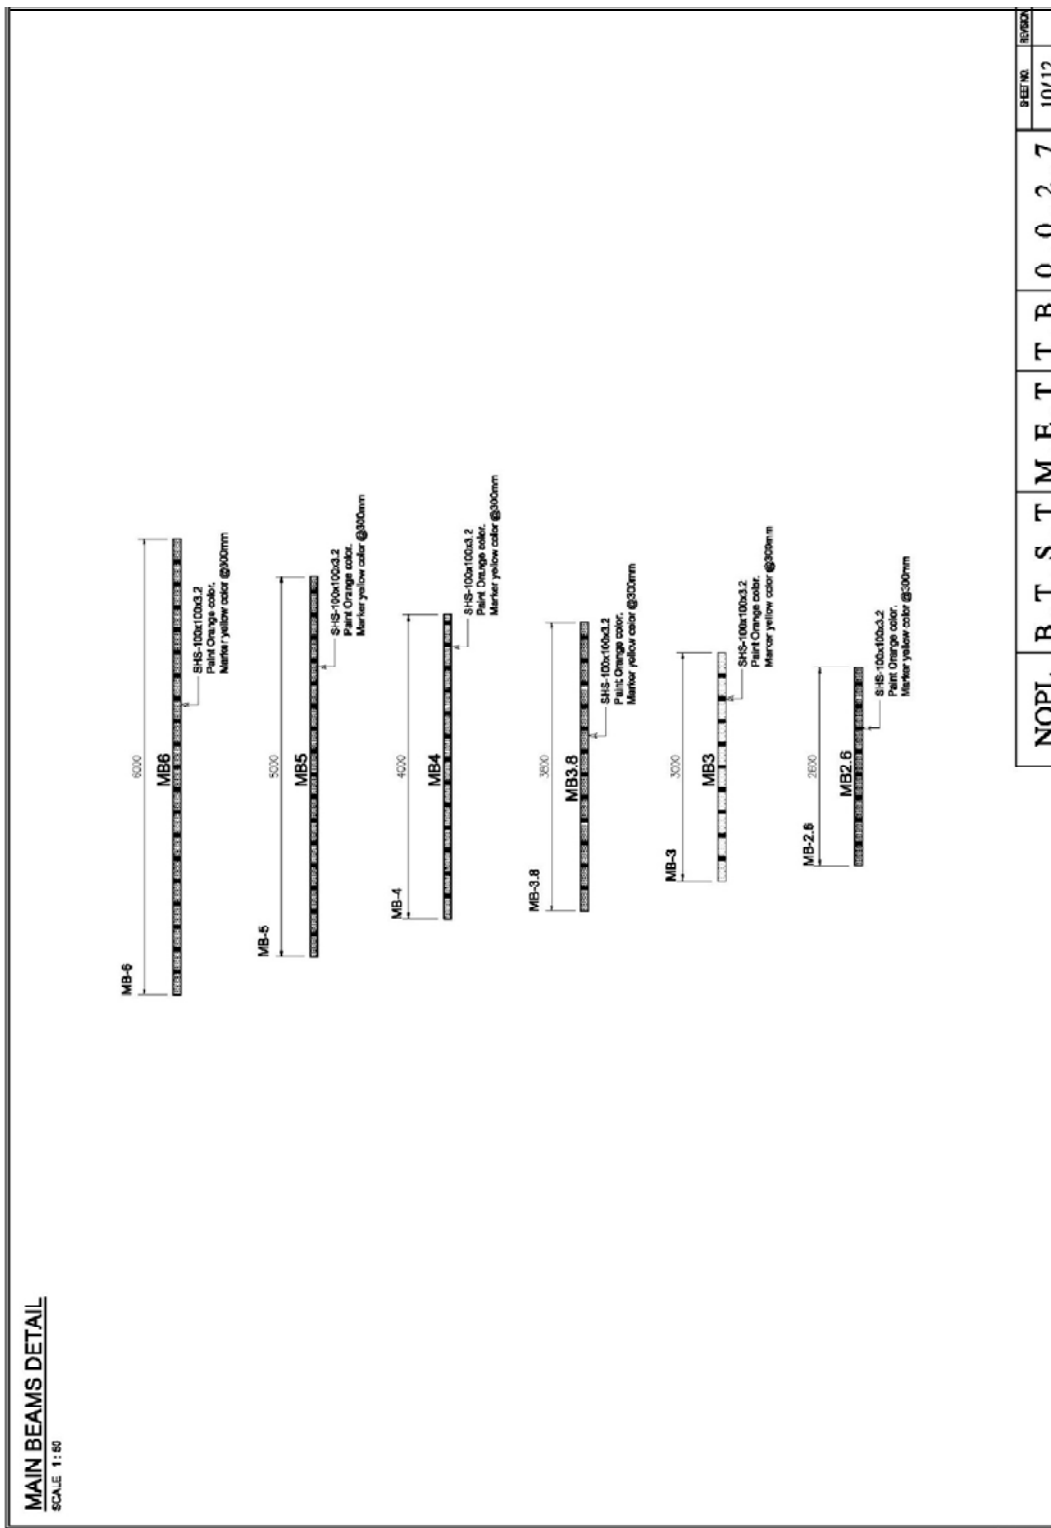 MAIN BEAMS DETAIL
SCALE 1:50
MB-6
6000
MB6
SHS-100x100x3.2
Paint Orange color.
Marker yellow color @300mm
MB-5
5000
MB5
SHS-100x100x3.2
Paint Orange color.
Marker yellow color @300mm
MB-4
4000
MB4
SHS-100x100x3.2
Paint Orange color.
Marker yellow color @300mm
MB-3.8
3800
MB3.8
SHS-100x100x3.2
Paint Orange color.
Marker yellow color @300mm
MB-3
3000
MB3
SHS-100x100x3.2
Paint Orange color.
Marker yellow color @300mm
MB-2.6
2600
MB2.6
SHS-100x100x3.2
Paint Orange color.
Marker yellow color @300mm
SHEET NO. REVISION
NOPL B T S T M E T T B 0 0 2 7 10/12